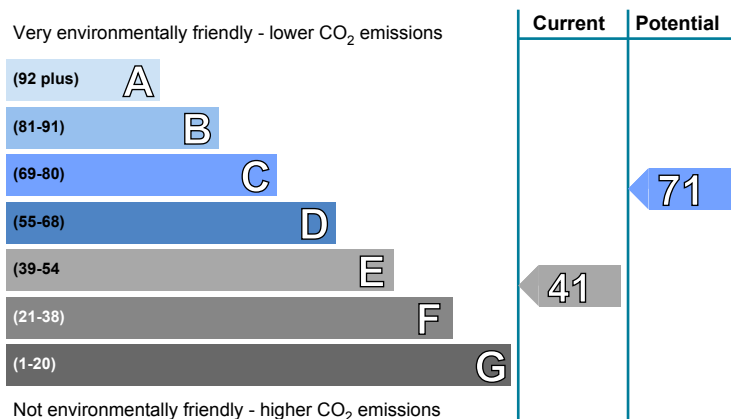 Very environmentally friendly - lower CO2 emissions
Current
Potential
(92 plus) A
(81-91) B
(69-80) C
71
(55-68) D
(39-54 E
41
(21-38) F
(1-20) G
Not environmentally friendly - higher CO2 emissions